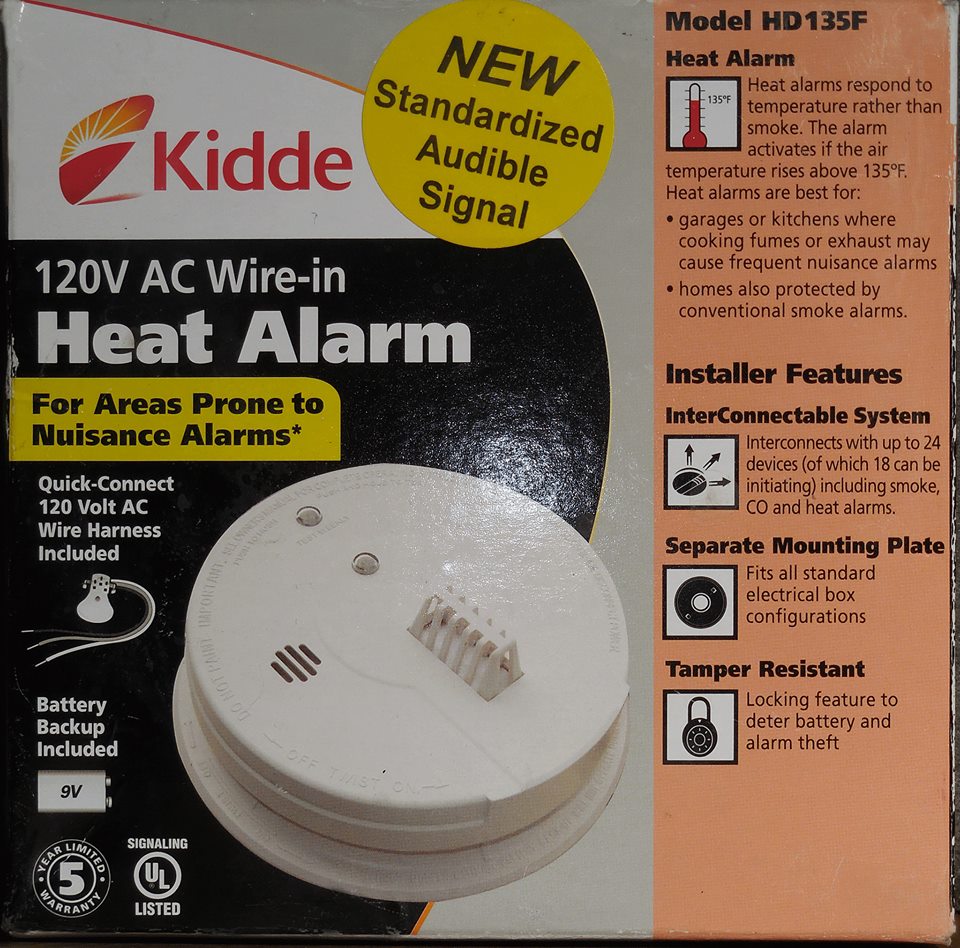 NEW
Standardized
Audible
Signal
Kidde
120V AC Wire-in
Heat Alarm
For Areas Prone to
Nuisance Alarms*
Quick-Connect
120 Volt AC
Wire Harness
Included
Battery
Backup
Included
9V
5 YEAR LIMITED
WARRANTY
SIGNALING
UL
LISTED
DO NOT PAINT IMPORTANT
OFF TWIST ON
Model HD135F
Heat Alarm
135°F
Heat alarms respond to
temperature rather than
smoke. The alarm
activates if the air
temperature rises above 135°F.
Heat alarms are best for:
• garages or kitchens where
cooking fumes or exhaust may
cause frequent nuisance alarms
• homes also protected by
conventional smoke alarms.
Installer Features
InterConnectable System
Interconnects with up to 24
devices (of which 18 can be
initiating) including smoke,
CO and heat alarms.
Separate Mounting Plate
Fits all standard
electrical box
configurations
Tamper Resistant
Locking feature to
deter battery and
alarm theft